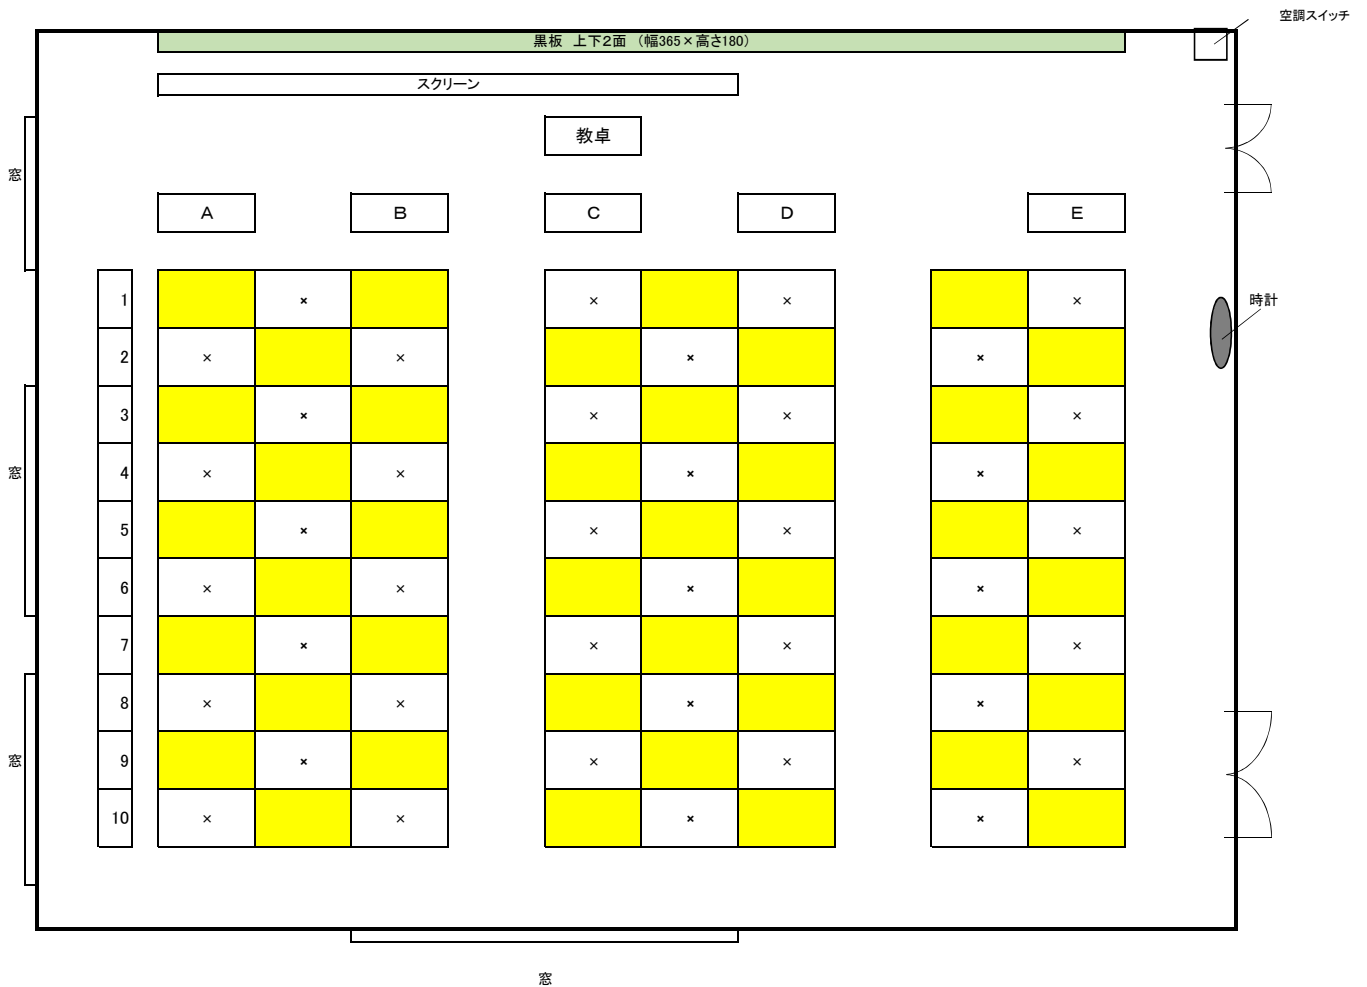 空調スイッチ
黒板　上下2面　（幅365×高さ180）
スクリーン
教卓
窓
A B C D E
時計
1 × × × ×
2 × × × ×
3 × × × ×
窓
4 × × × ×
5 × × × ×
6 × × × ×
7 × × × ×
8 × × × ×
窓
9 × × × ×
10 × × × ×
窓